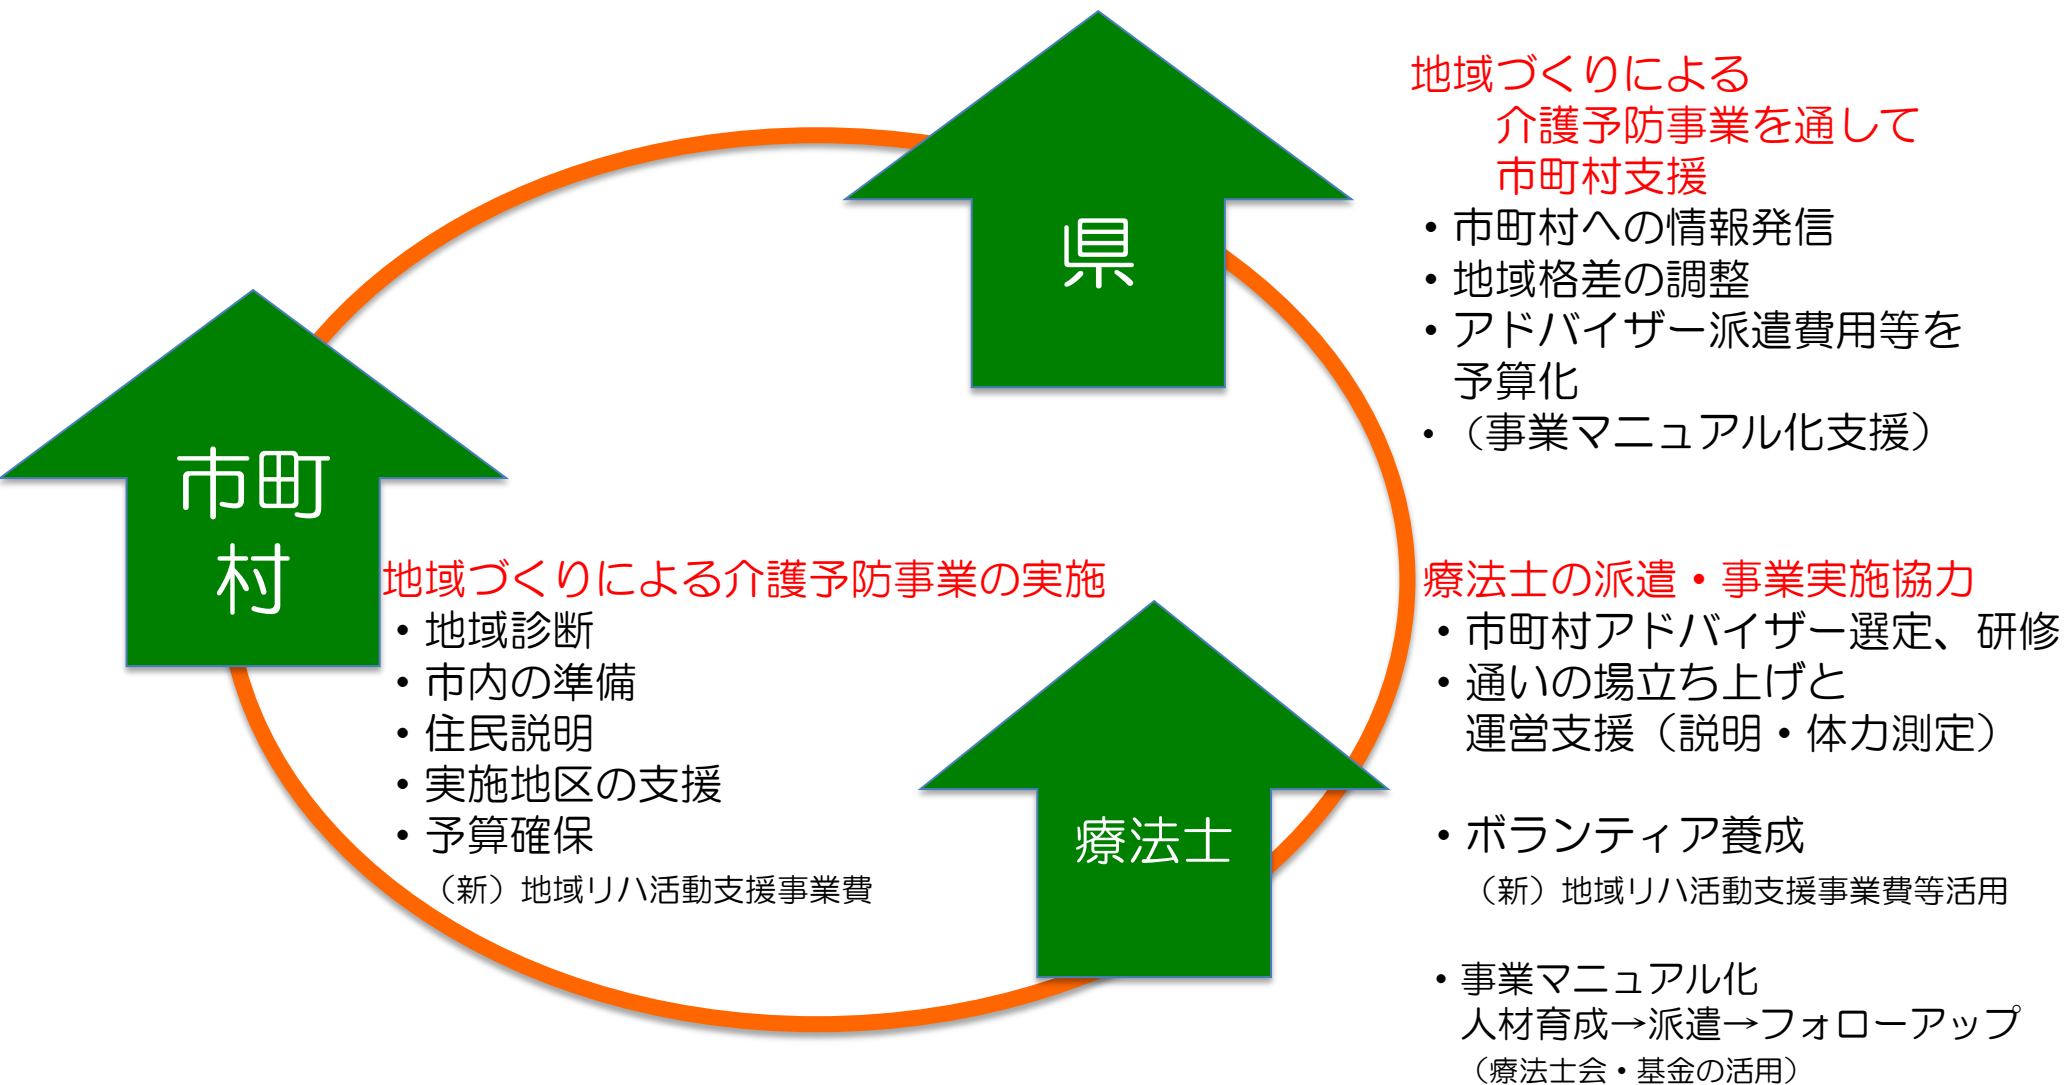 県
地域づくりによる
介護予防事業を通して
市町村支援
・市町村への情報発信
・地域格差の調整
・アドバイザー派遣費用等を
予算化
・（事業マニュアル化支援）
市町
村
地域づくりによる介護予防事業の実施
・地域診断
・市内の準備
・住民説明
・実施地区の支援
・予算確保
（新）地域リハ活動支援事業費
療法士
療法士の派遣・事業実施協力
・市町村アドバイザー選定、研修
・通いの場立ち上げと
運営支援（説明・体力測定）
・ボランティア養成
（新）地域リハ活動支援事業費等活用
・事業マニュアル化
人材育成→派遣→フォローアップ
（療法士会・基金の活用）